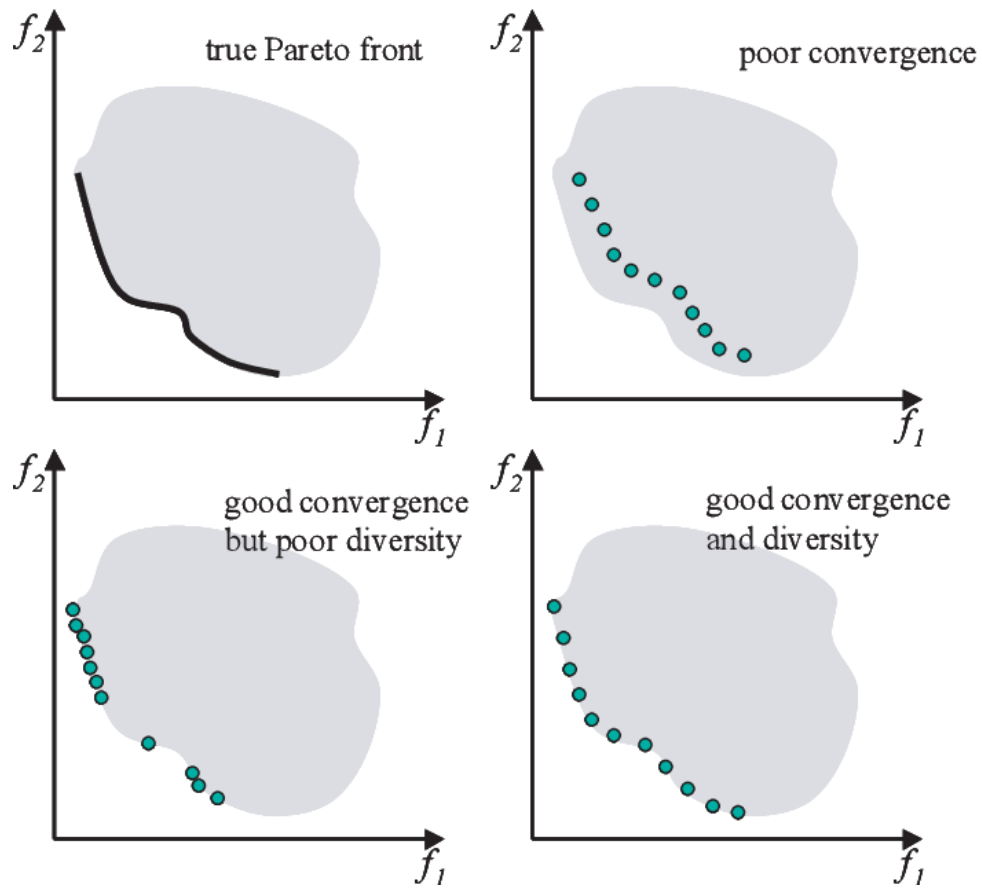 f2
true Pareto front
f1
f2
poor convergence
f1
f2
good convergence
but poor diversity
f1
f2
good convergence
and diversity
f1